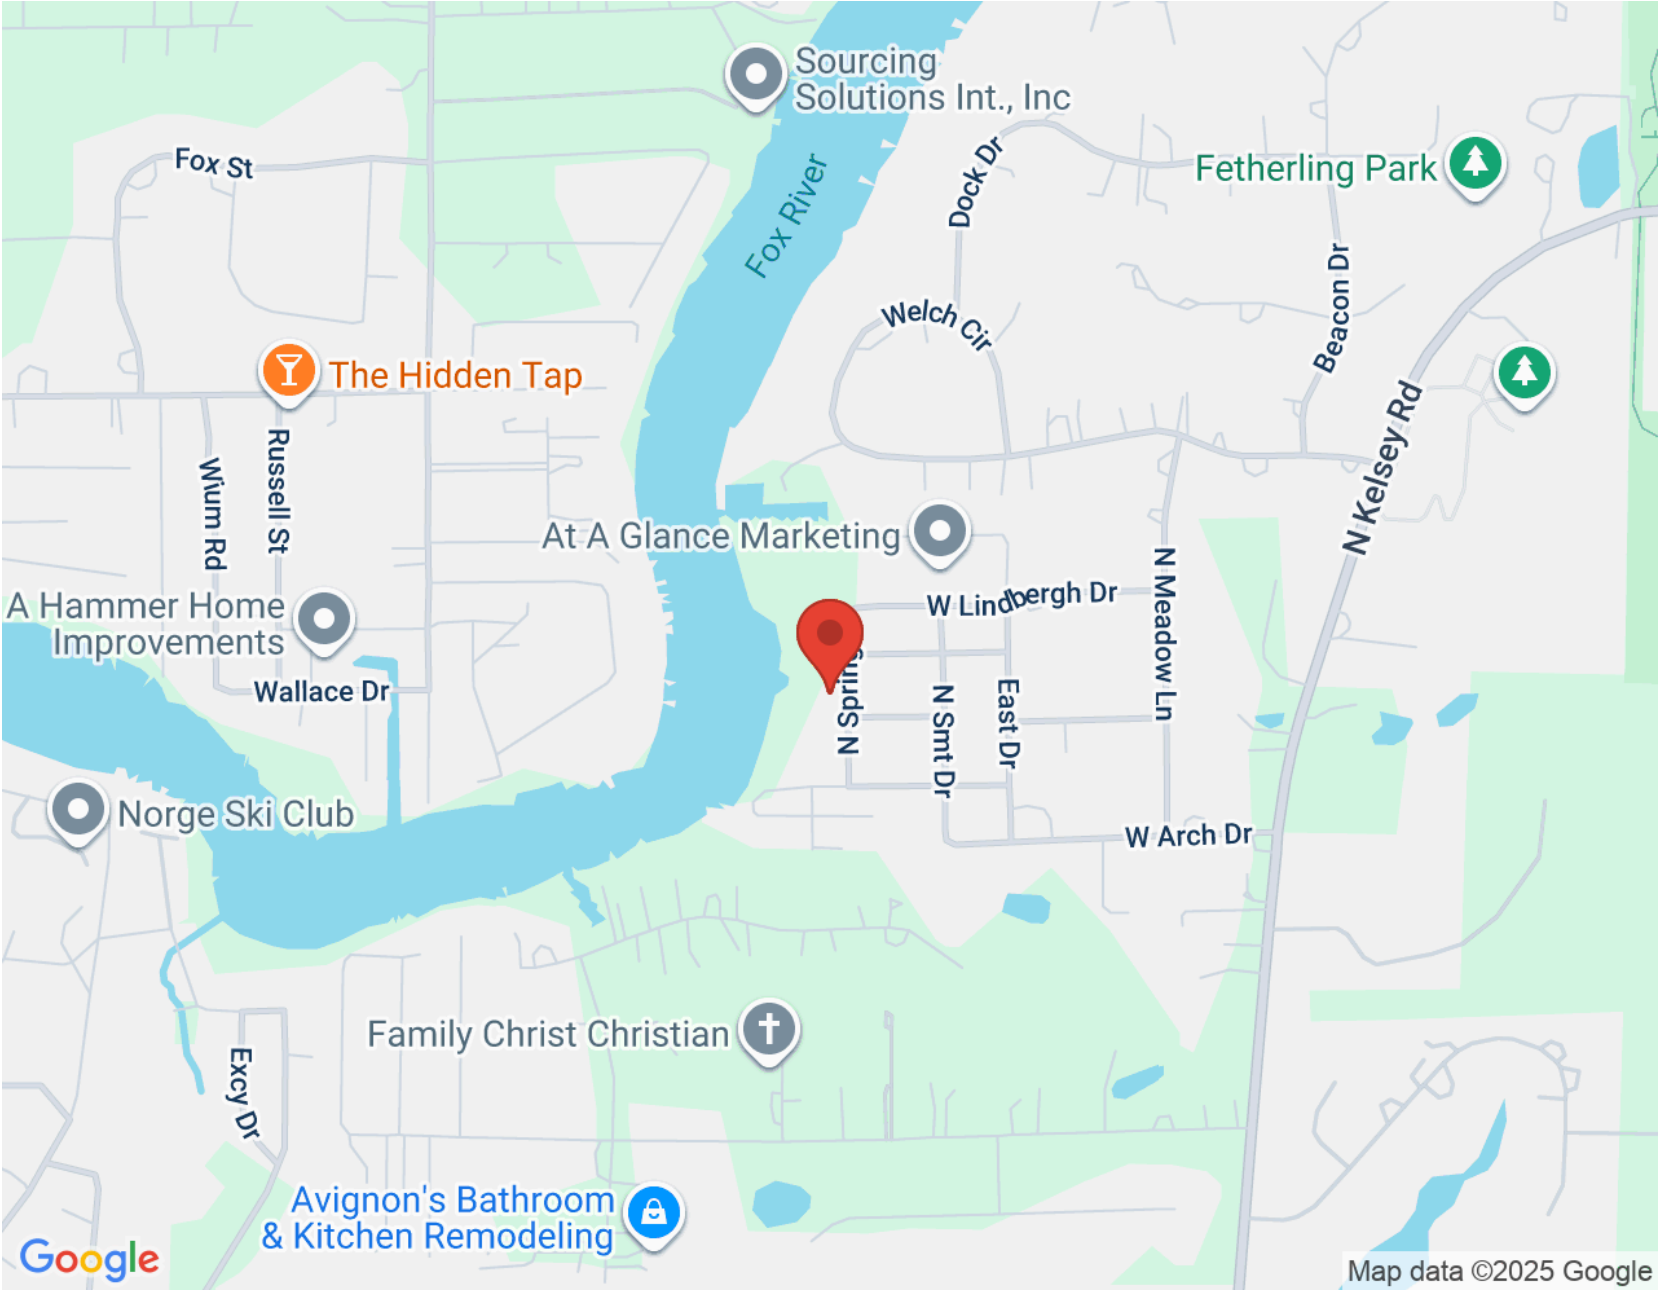 Sourcing
Solutions Int., Inc
Fox St
Fox River
Dock Dr
Fetherling Park
Welch Cir
Beacon Dr
The Hidden Tap
N Kelsey Rd
Wium Rd
Russell St
At A Glance Marketing
N Meadow Ln
W Lindbergh Dr
A Hammer Home
Improvements
Wallace Dr
N Spring
N Smt Dr
East Dr
Norge Ski Club
W Arch Dr
Family Christ Christian
Excy Dr
Avignon's Bathroom
& Kitchen Remodeling
Google
Map data ©2025 Google